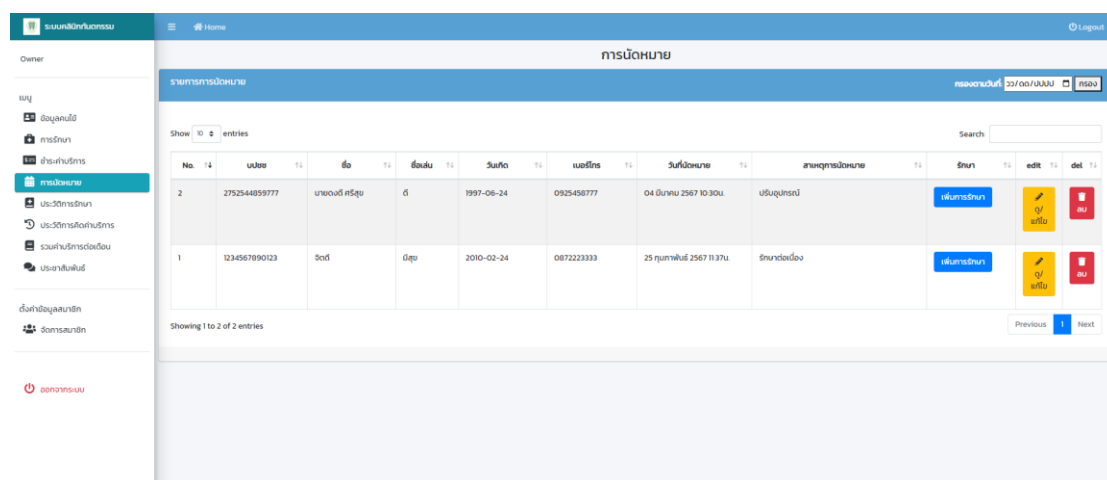 ระบบคลินิกทันตกรรม
Home
Logout
Owner
การนัดหมาย
รายการการนัดหมาย
กรองตามวันที่ วว/ดด/ปปปป กรอง
เมนู
ข้อมูลคนไข้
การรักษา
ชำระค่าบริการ
การนัดหมาย
ประวัติการรักษา
ประวัติการคิดค่าบริการ
รวมค่าบริการต่อเดือน
ประชาสัมพันธ์
ตั้งค่าข้อมูลสมาชิก
จัดการสมาชิก
ออกจากระบบ
Show 10 entries
Search:
No. บปชช ชื่อ ชื่อเล่น วันเกิด เบอร์โทร วันที่นัดหมาย สาเหตุการนัดหมาย รักษา edit del
2 2752544859777 นายดงดี ศรีสุข ดี 1997-06-24 0925458777 04 มีนาคม 2567 10:30น. ปรับอุปกรณ์ เพิ่มการรักษา ดู/ ลบ
แก้ไข
1 1234567890123 จิตดี มีสุข 2010-02-24 0872223333 25 กุมภาพันธ์ 2567 11:37น. รักษาต่อเนื่อง เพิ่มการรักษา ดู/ ลบ
แก้ไข
Showing 1 to 2 of 2 entries
Previous 1 Next